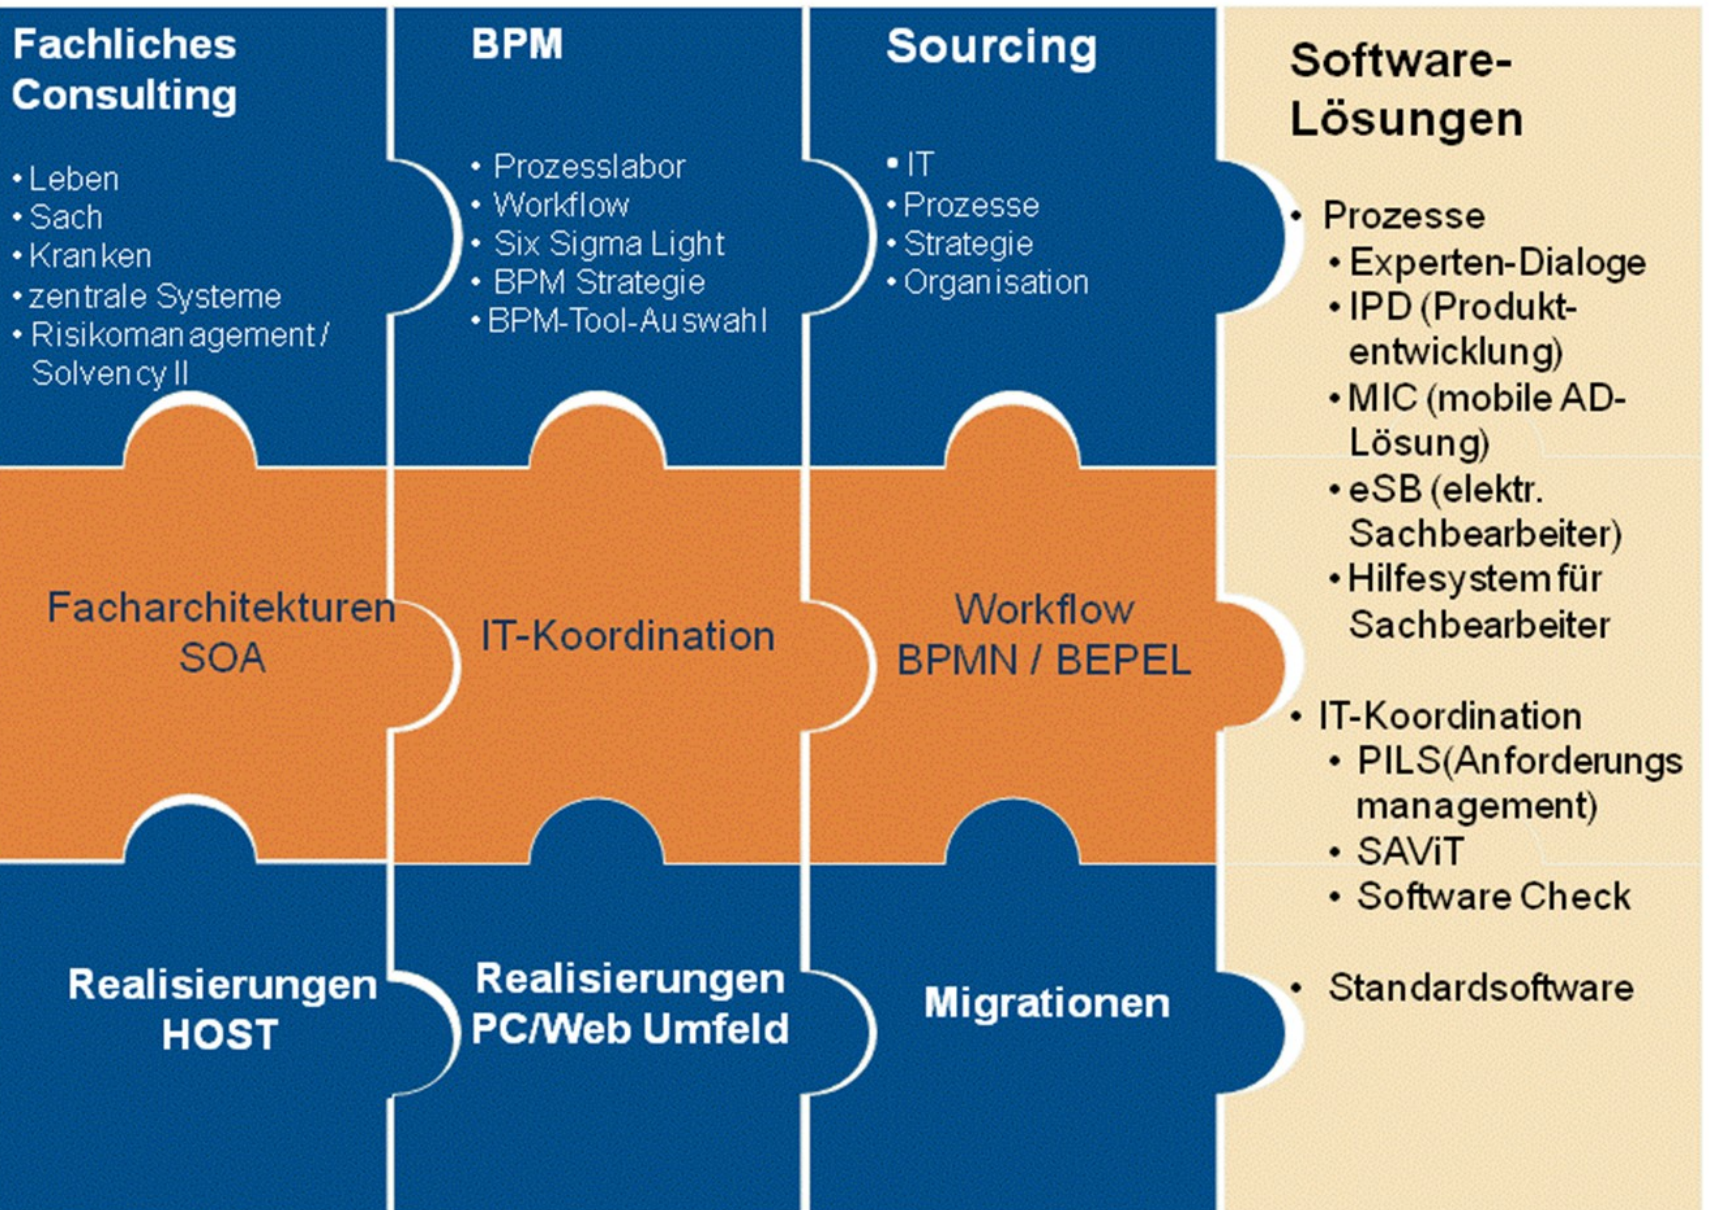 Fachliches
Consulting
• Leben
• Sach
• Kranken
• zentrale Systeme
• Risikomanagement/
Solvency II
BPM
• Prozesslabor
• Workflow
• Six Sigma Light
• BPM Strategie
• BPM-Tool-Auswahl
Sourcing
• IT
• Prozesse
• Strategie
• Organisation
Facharchitekturen
SOA
IT-Koordination
Workflow
BPMN / BEPEL
Realisierungen
HOST
Realisierungen
PC/Web Umfeld
Migrationen
Software-
Lösungen
• Prozesse
• Experten-Dialoge
• IPD (Produkt-
entwicklung)
• MIC (mobile AD-
Lösung)
• eSB (elektr.
Sachbearbeiter)
• Hilfesystem für
Sachbearbeiter
• IT-Koordination
• PILS(Anforderungs
management)
• SAViT
• Software Check
• Standardsoftware